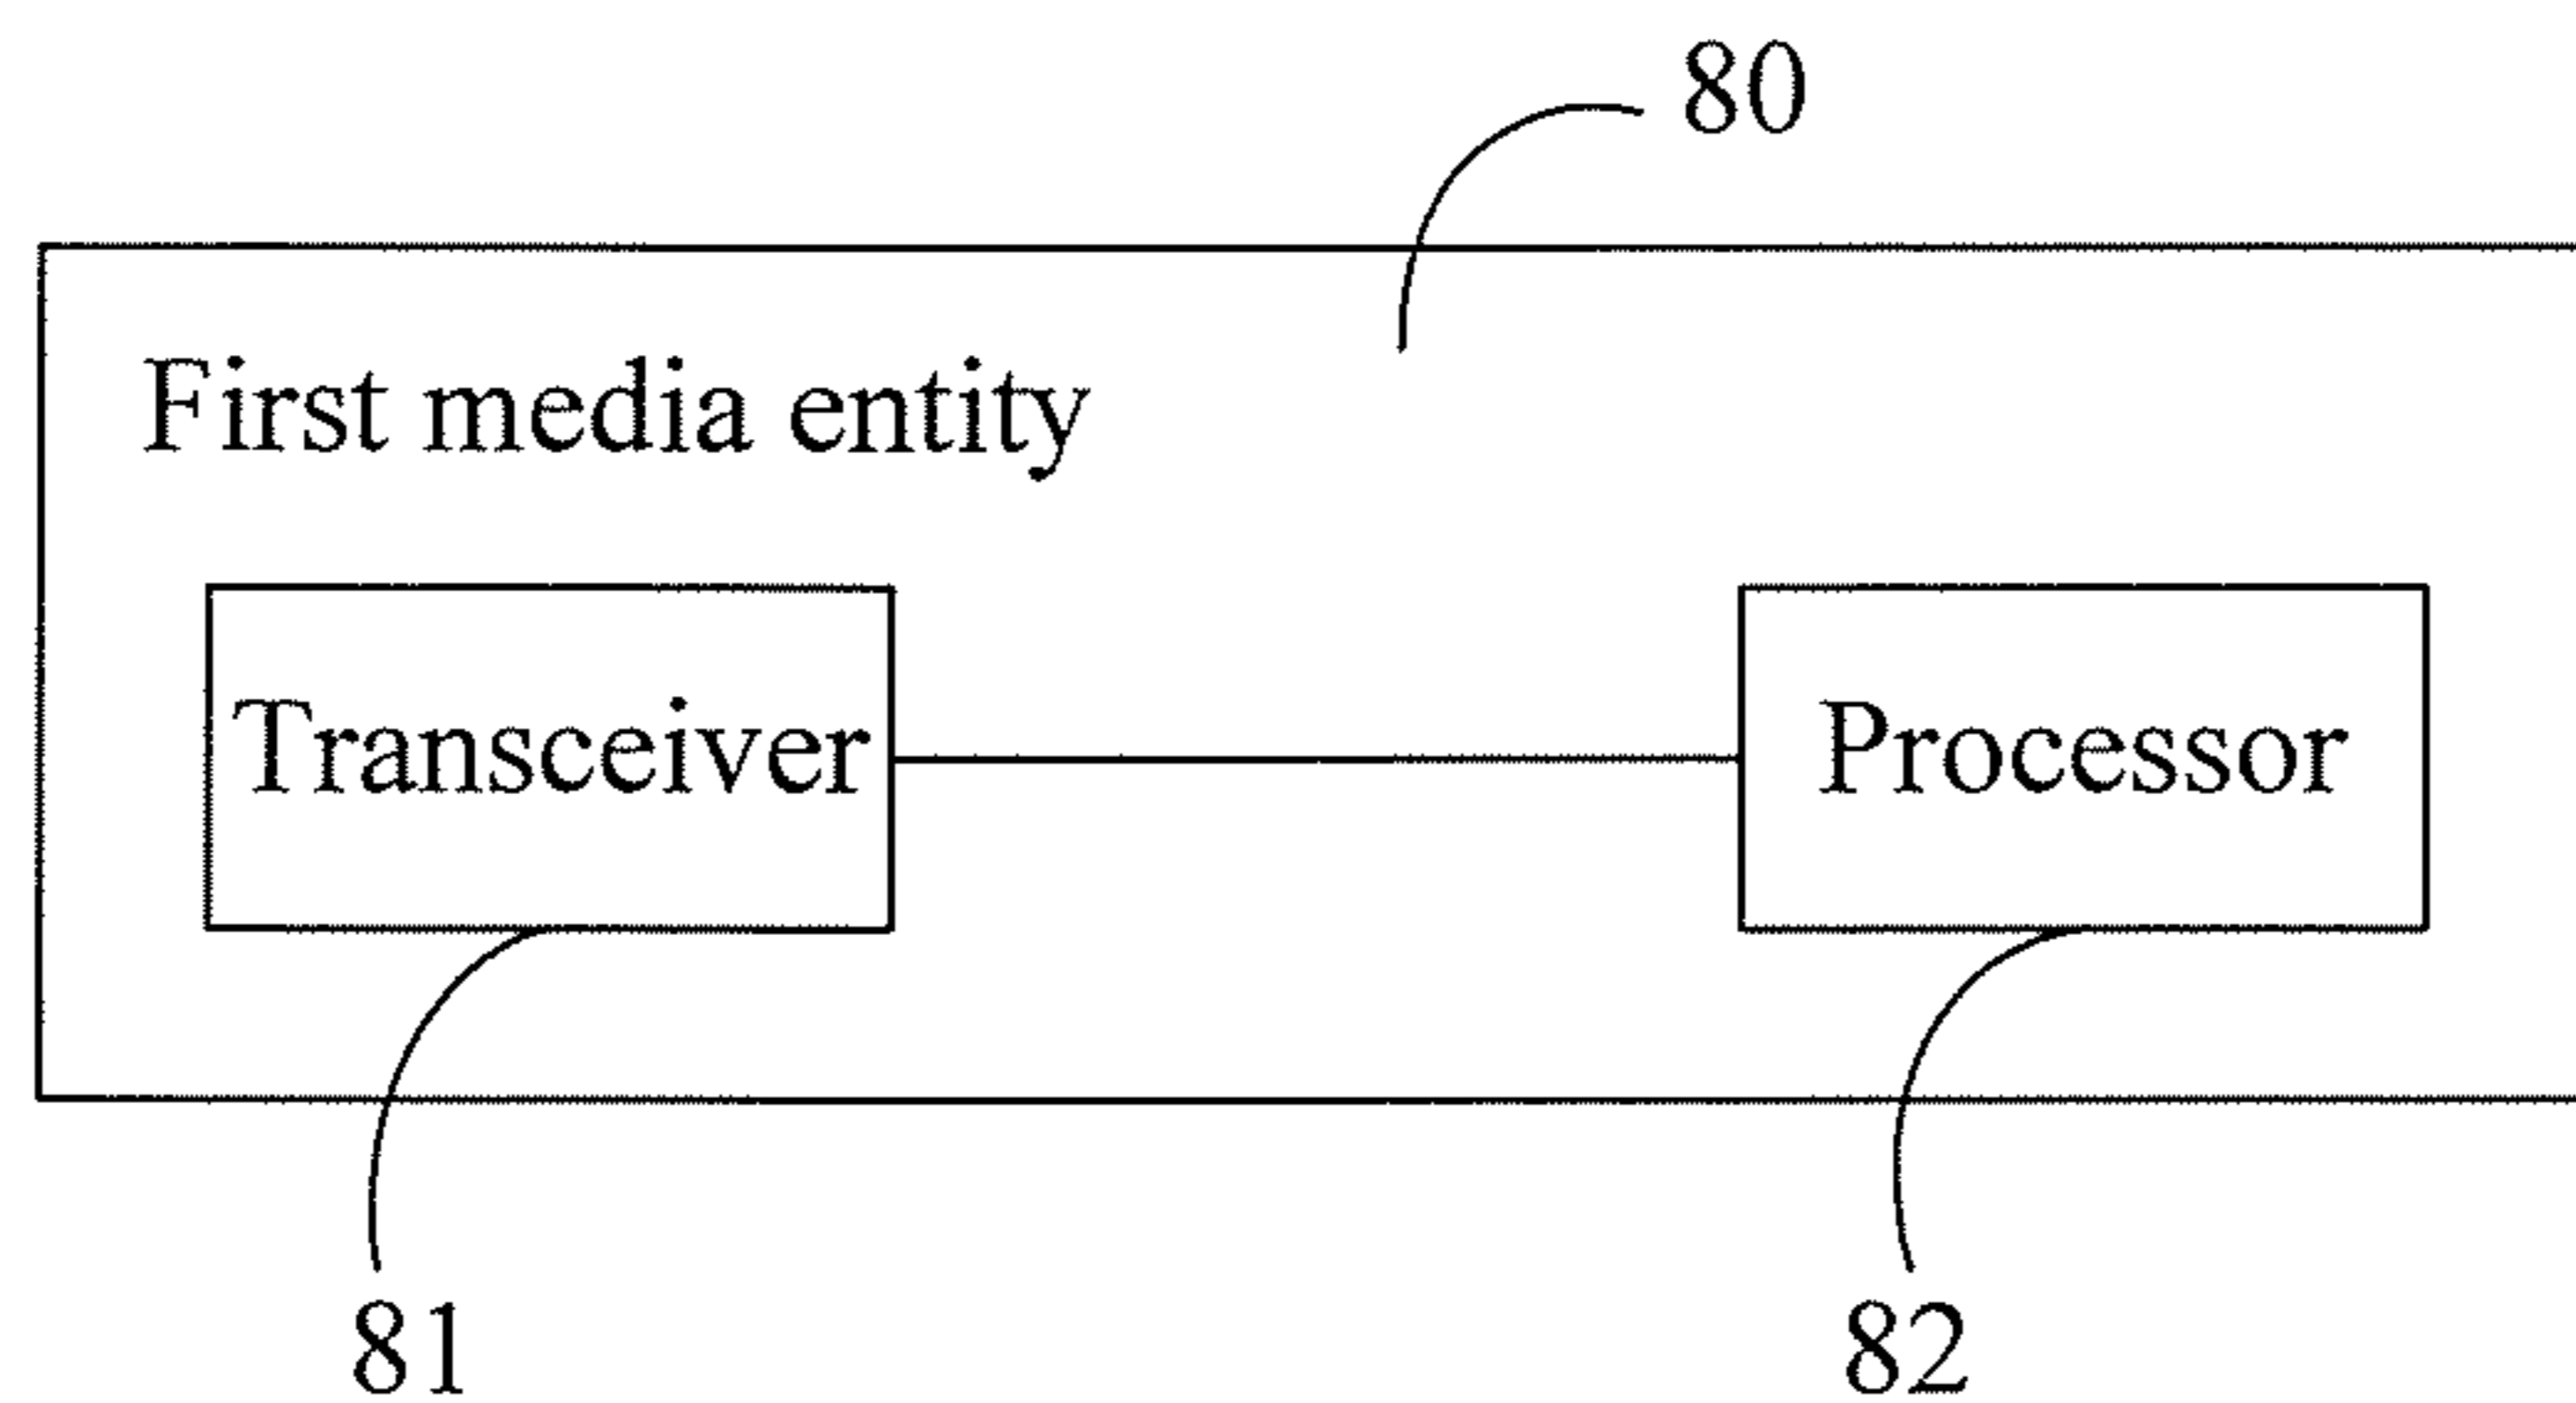 80
First media entity
Transceiver
Processor
81
82